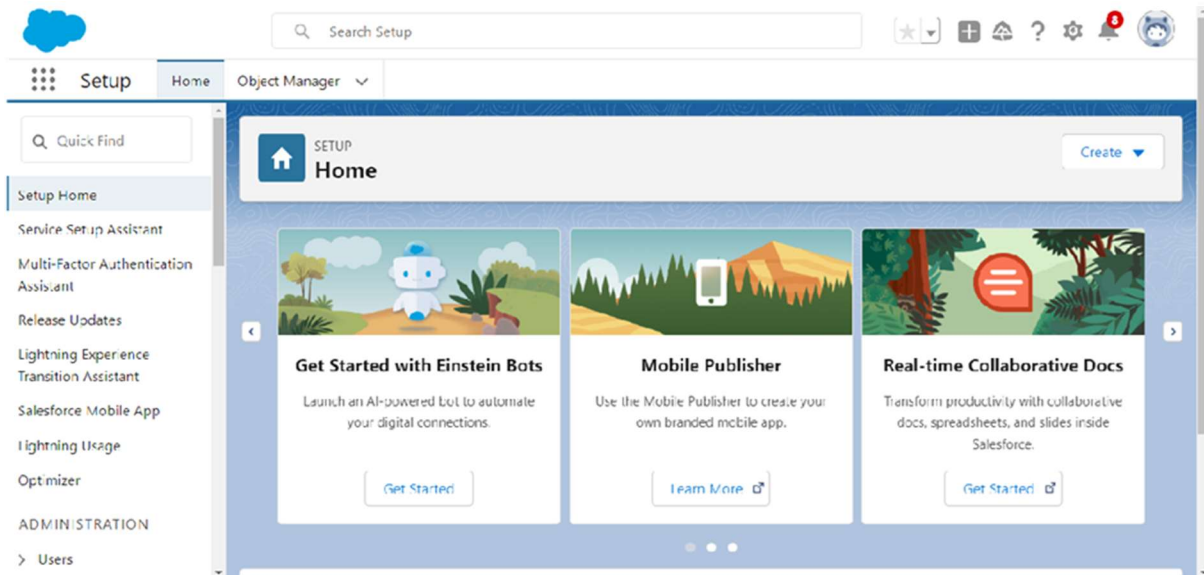 Search Setup
8
Setup
Home
Object Manager
Quick Find
Setup Home
Service Setup Assistant
Multi-Factor Authentication
Assistant
Release Updates
Lightning Experience
Transition Assistant
Salesforce Mobile App
Lightning Usage
Optimizer
ADMINISTRATION
Users
SETUP
Home
Create
Get Started with Einstein Bots
Launch an AI-powered bot to automate
your digital connections.
Get Started
Mobile Publisher
Use the Mobile Publisher to create your
own branded mobile app.
Learn More
Real-time Collaborative Docs
Transform productivity with collaborative
docs, spreadsheets, and slides inside
Salesforce.
Get Started